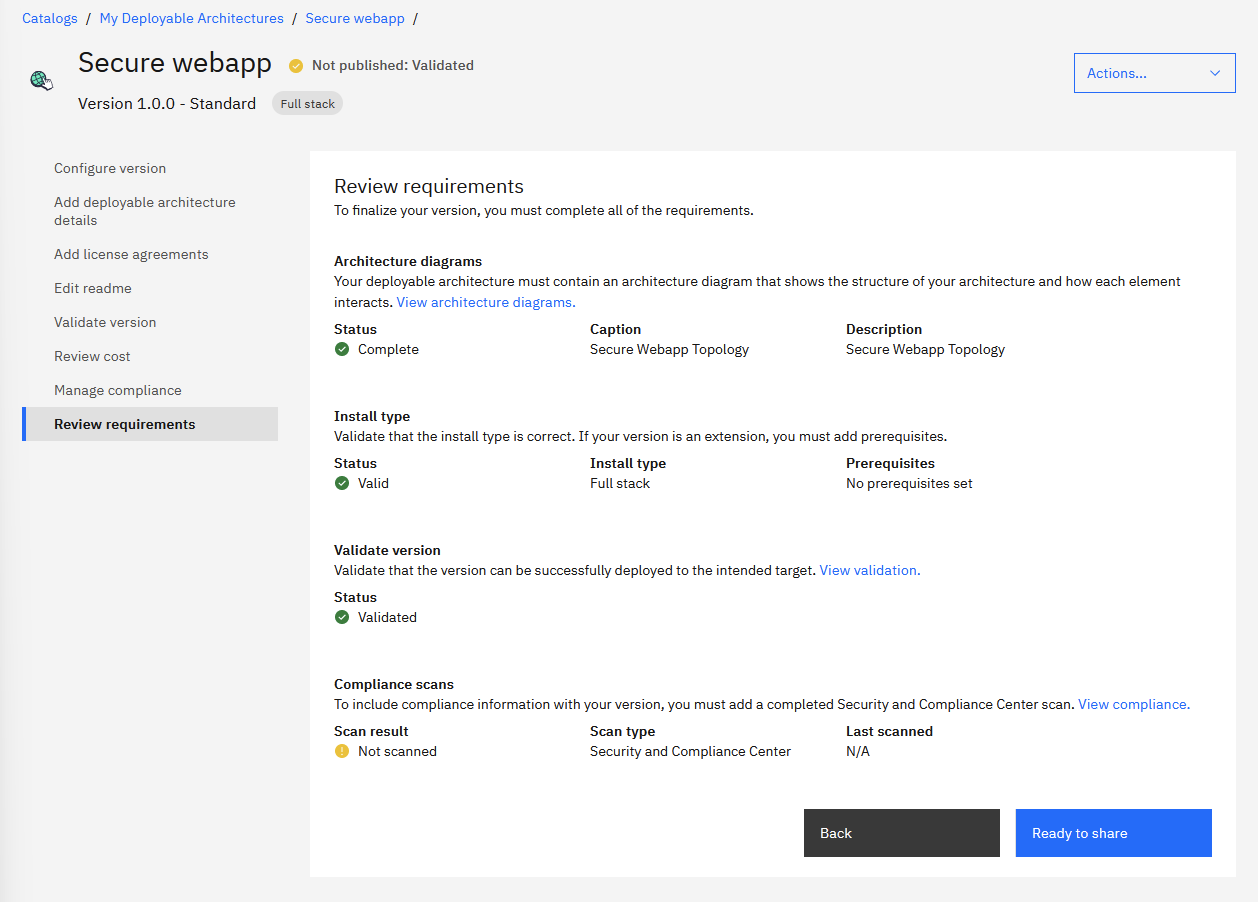 Catalogs / My Deployable Architectures / Secure webapp /
Secure webapp Not published: Validated
Actions...
Version 1.0.0 - Standard Full stack
Configure version
Add deployable architecture
details
Add license agreements
Edit readme
Validate version
Review cost
Manage compliance
Review requirements
Review requirements
To finalize your version, you must complete all of the requirements.
Architecture diagrams
Your deployable architecture must contain an architecture diagram that shows the structure of your architecture and how each element
interacts. View architecture diagrams.
Status Caption Description
Complete Secure Webapp Topology Secure Webapp Topology
Install type
Validate that the install type is correct. If your version is an extension, you must add prerequisites.
Status Install type Prerequisites
Valid Full stack No prerequisites set
Validate version
Validate that the version can be successfully deployed to the intended target. View validation.
Status
Validated
Compliance scans
To include compliance information with your version, you must add a completed Security and Compliance Center scan. View compliance.
Scan result Scan type Last scanned
Not scanned Security and Compliance Center N/A
Back Ready to share